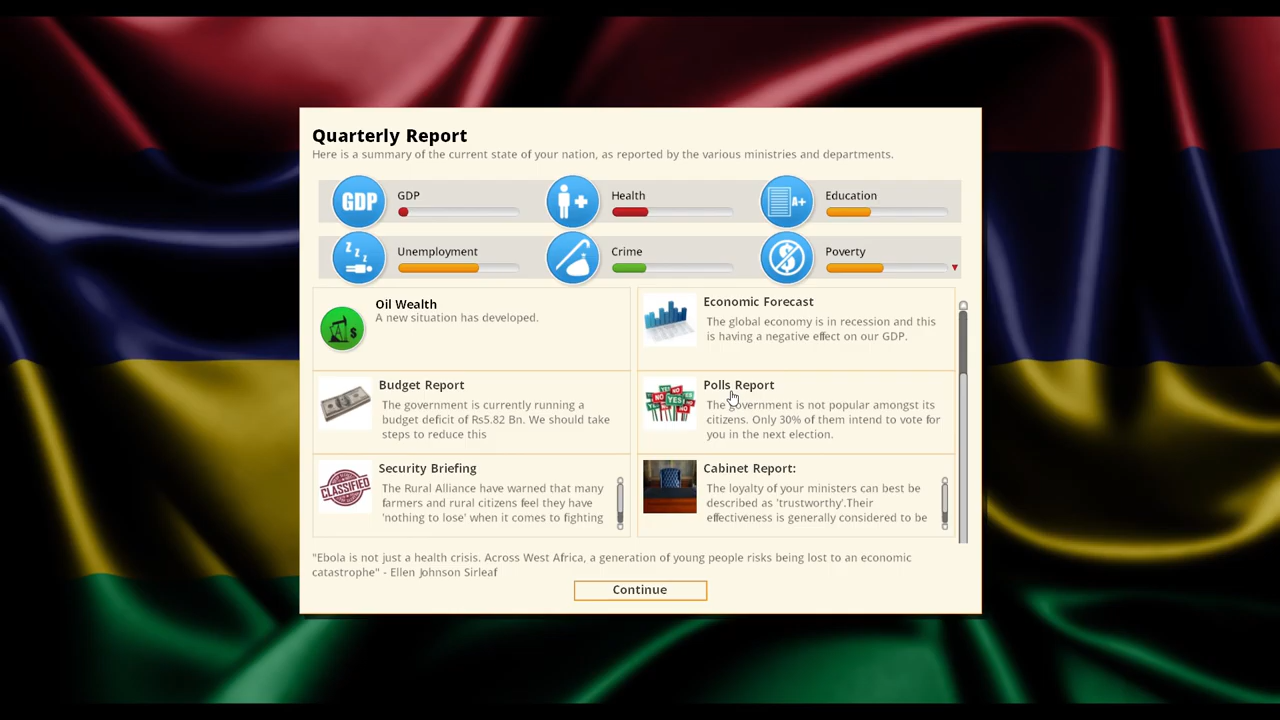 Quarterly Report
Here is a summary of the current state of your nation, as reported by the various ministries and departments.
GDP
GDP
Health
A+
Education
Z Z Z
Unemployment
Crime
$
Poverty
$
Oil Wealth
A new situation has developed.
Economic Forecast
The global economy is in recession and this
is having a negative effect on our GDP.
Budget Report
The government is currently running a
budget deficit of Rs5.82 Bn. We should take
steps to reduce this
YES NO YES NO
Polls Report
The government is not popular amongst its
citizens. Only 30% of them intend to vote for
you in the next election.
CLASSIFIED
Security Briefing
The Rural Alliance have warned that many
farmers and rural citizens feel they have
'nothing to lose' when it comes to fighting
Cabinet Report:
The loyalty of your ministers can best be
described as 'trustworthy'.Their
effectiveness is generally considered to be
"Ebola is not just a health crisis. Across West Africa, a generation of young people risks being lost to an economic
catastrophe" - Ellen Johnson Sirleaf
Continue